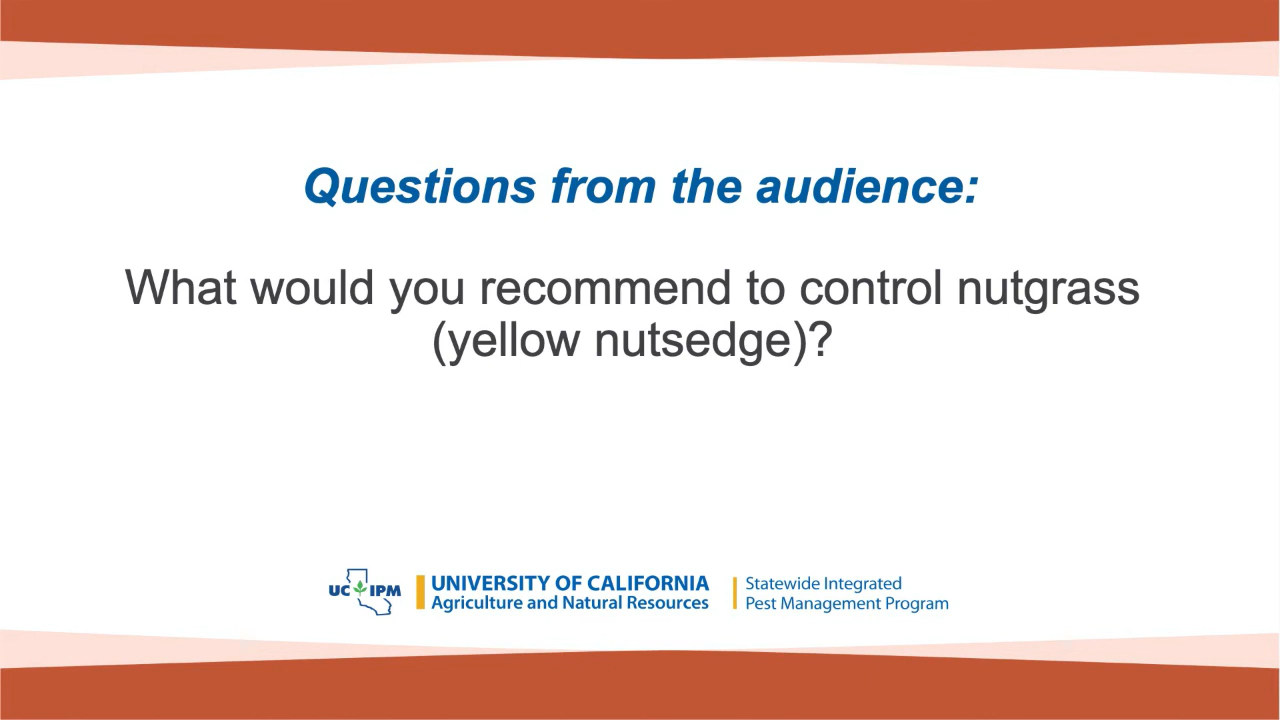 Questions from the audience:
What would you recommend to control nutgrass
(yellow nutsedge)?
UC IPM
UNIVERSITY OF CALIFORNIA
Agriculture and Natural Resources
Statewide Integrated
Pest Management Program